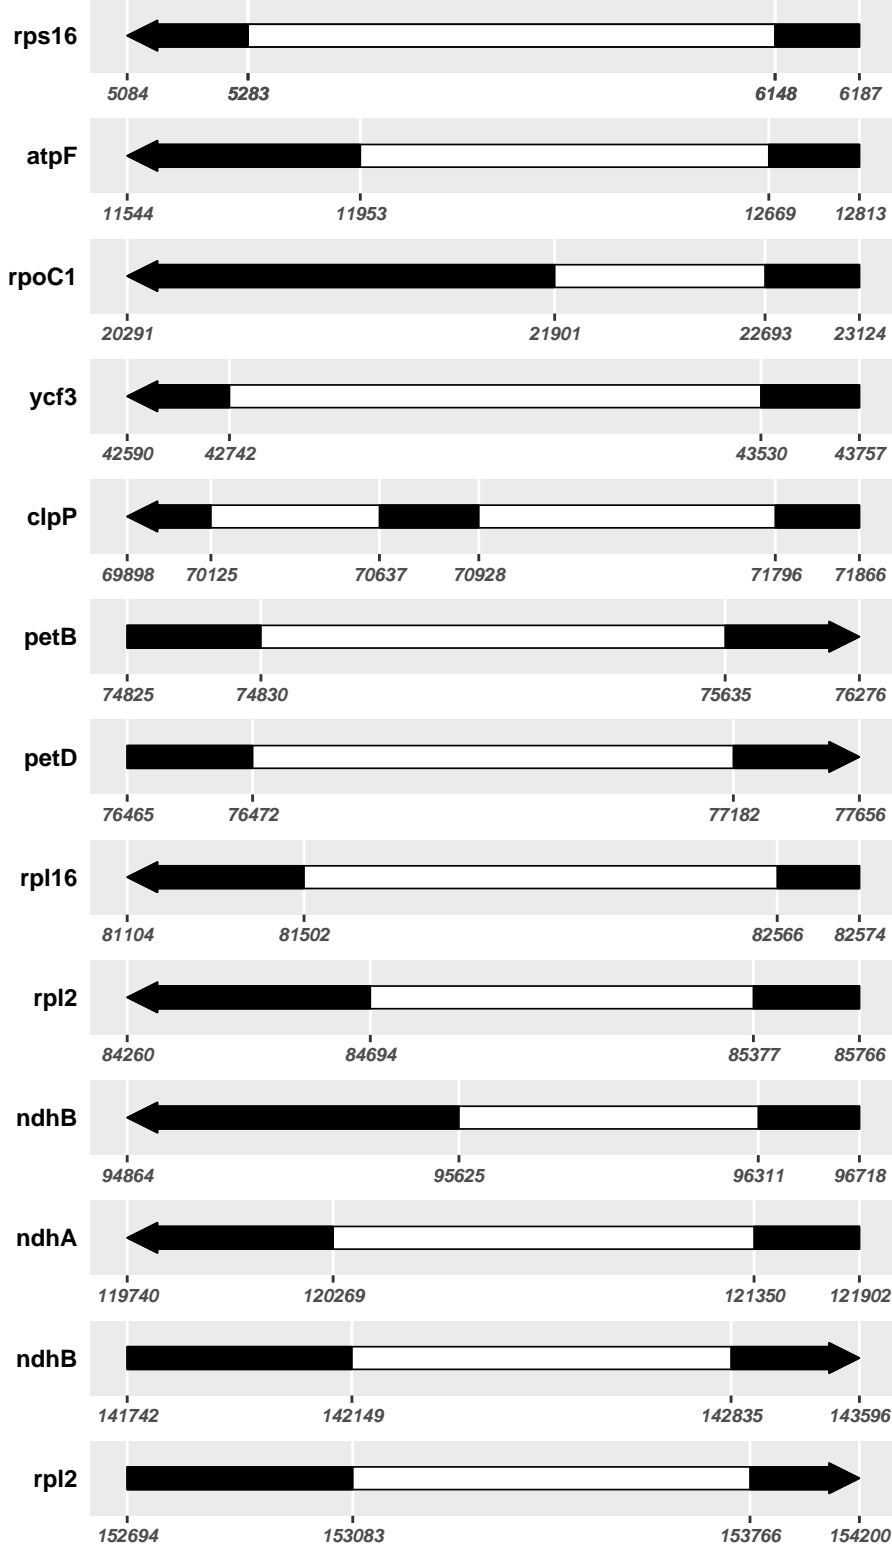 rps16
5084 5283 6148 6187
atpF
11544 11953 12669 12813
rpoC1
20291 21901 22693 23124
ycf3
42590 42742 43530 43757
clpP
69898 70125 70637 70928 71796 71866
petB
74825 74830 75635 76276
petD
76465 76472 77182 77656
rpl16
81104 81502 82566 82574
rpl2
84260 84694 85377 85766
ndhB
94864 95625 96311 96718
ndhA
119740 120269 121350 121902
ndhB
141742 142149 142835 143596
rpl2
152694 153083 153766 154200